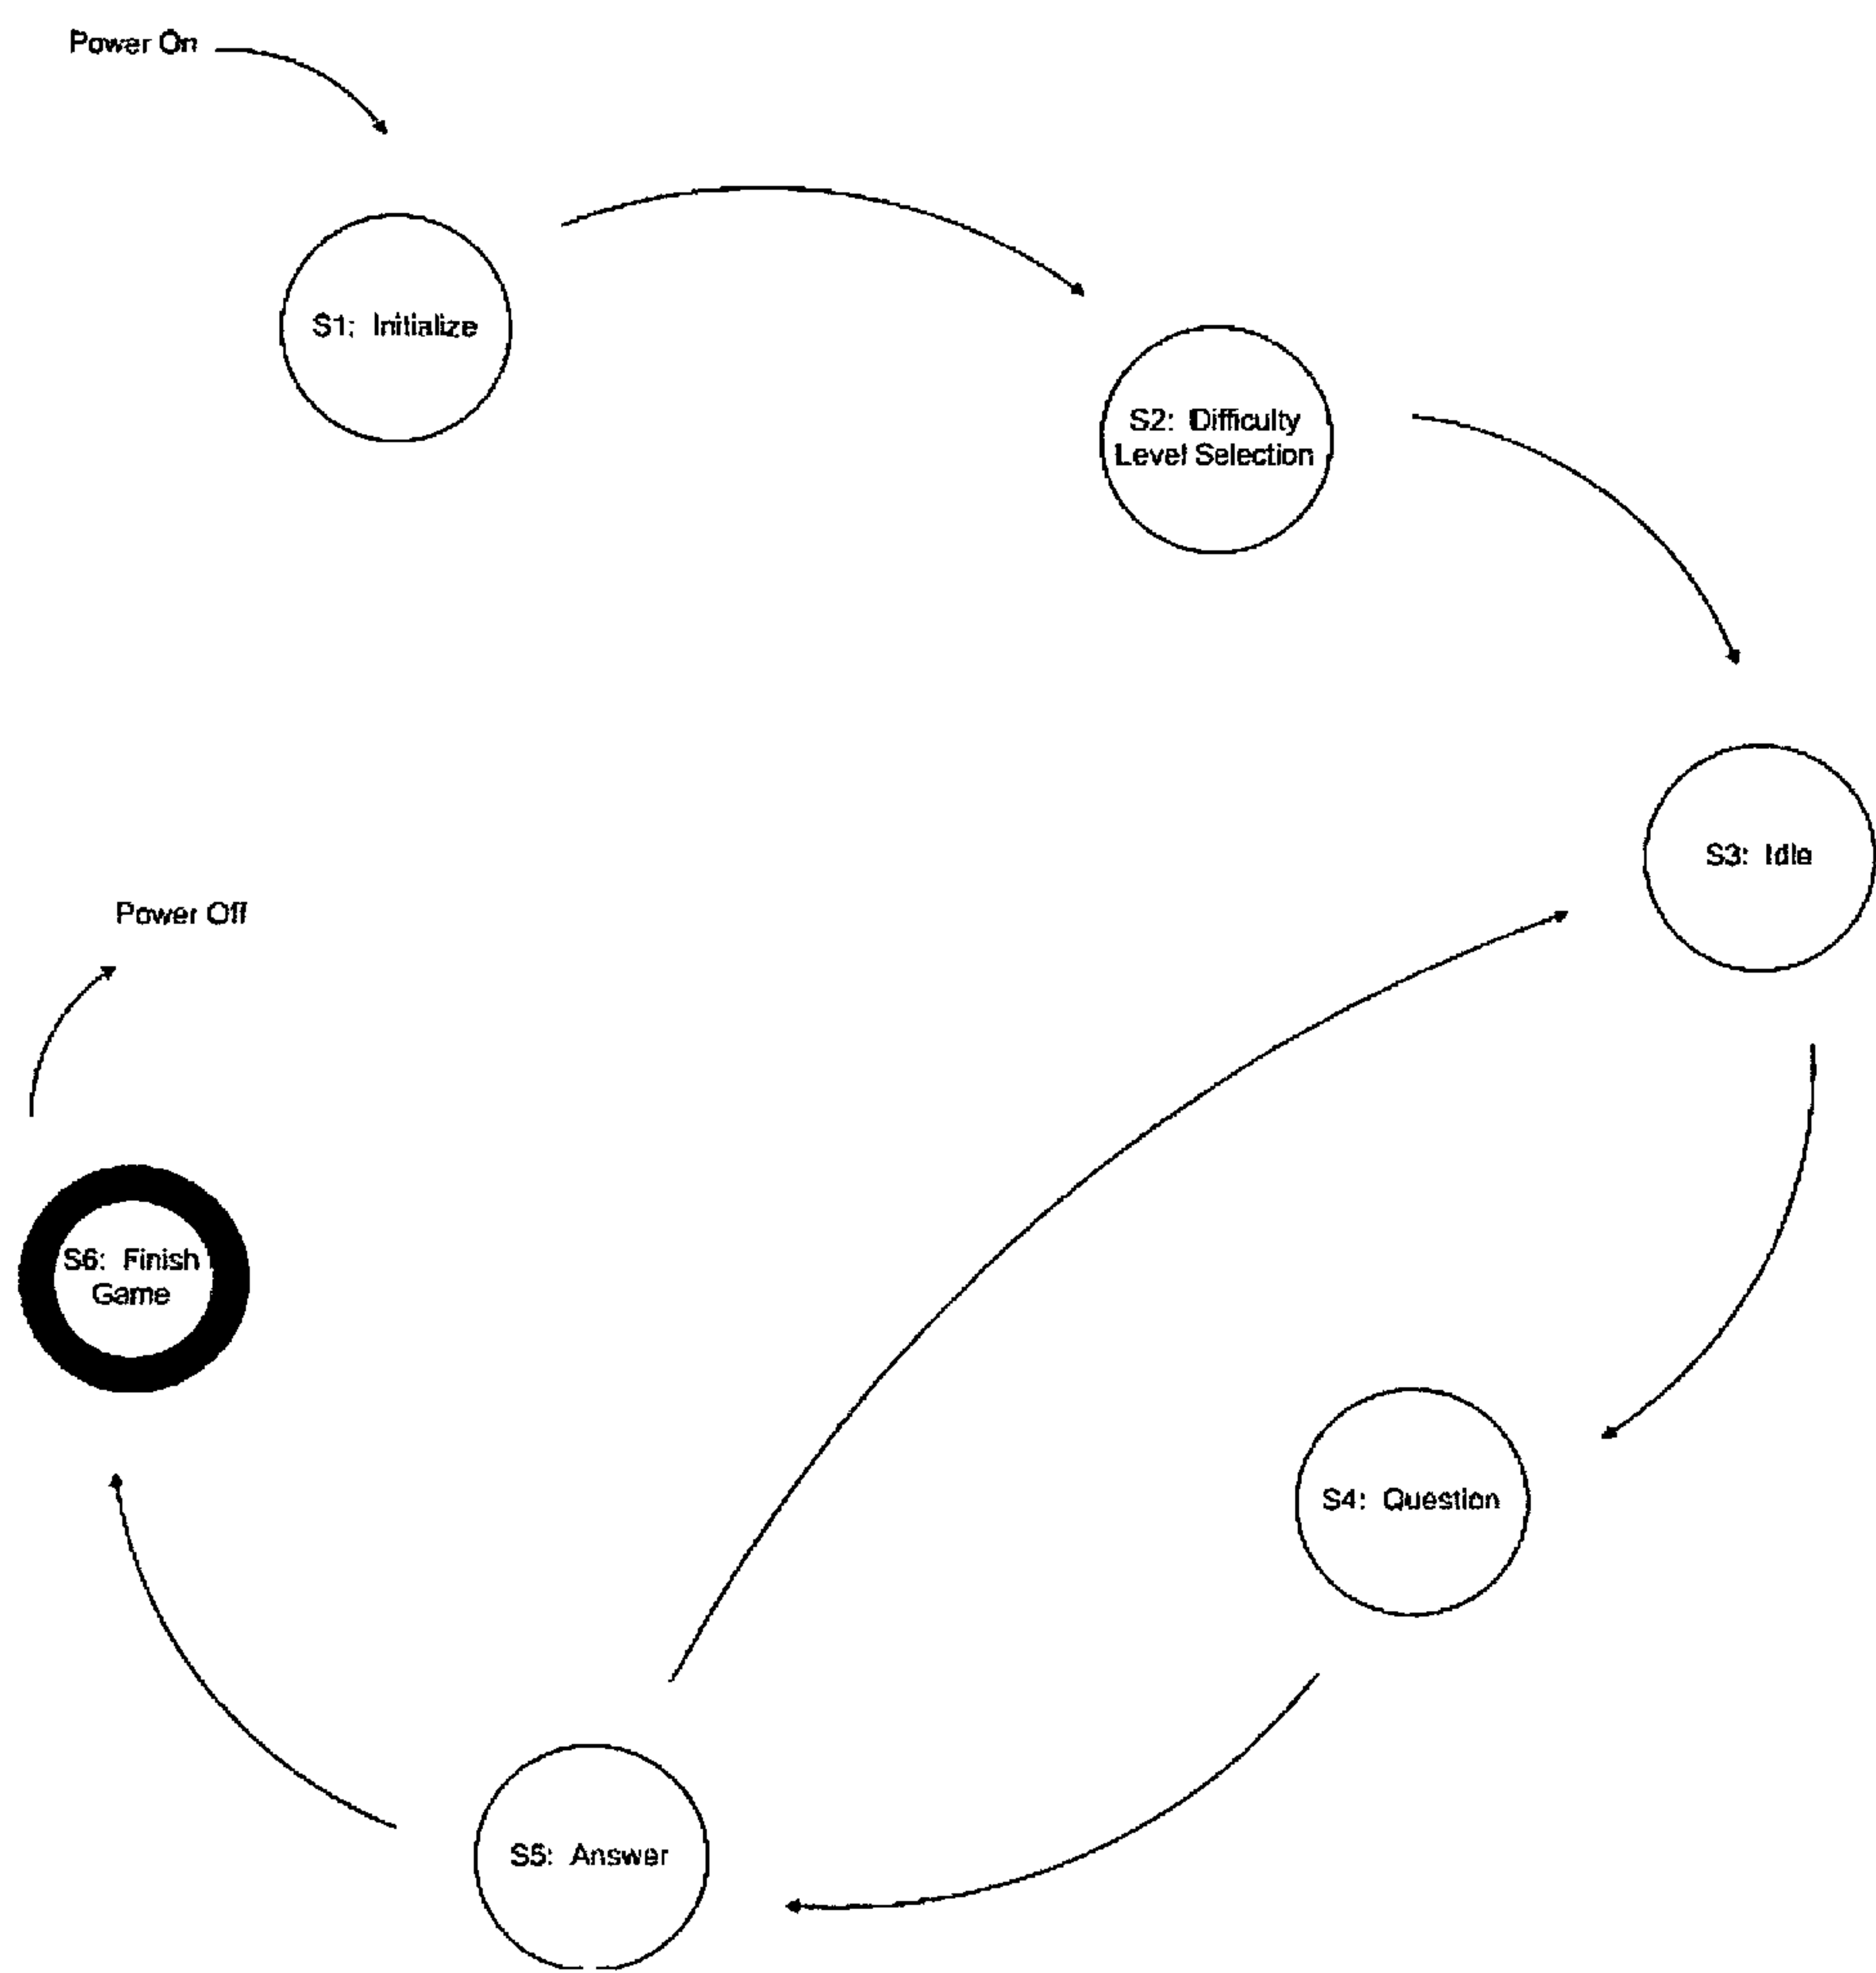 Power On
S1: Initialize
S2: Difficulty
Level Selection
S3: Idle
Power Off
S6: Finish
Game
S4: Question
S5: Answer